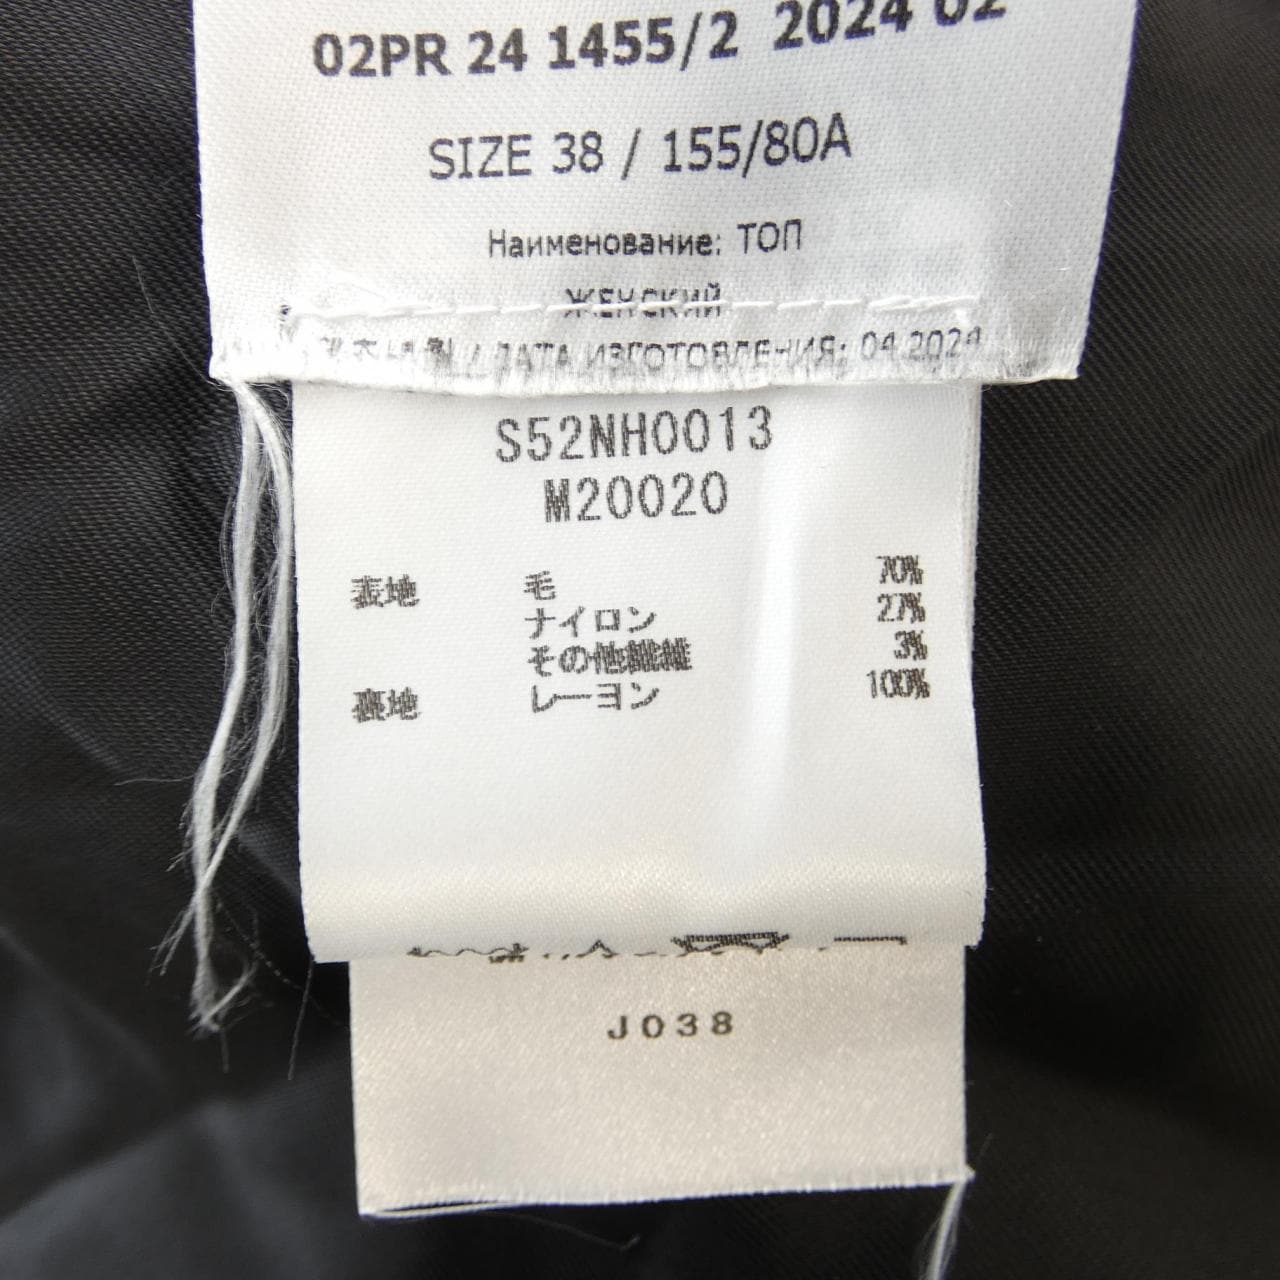 02PR 24 1455/2 2024 02
SIZE 38 / 155/80A
Наименование: ТОП
ЖЕНСКИЙ
/ ДАТА ИЗГОТОВЛЕНИЯ: 04.2024
S52NH0013
M20020
表地 毛 70%
ナイロン 27%
その他繊維 3%
裏地 レーヨン 100%
J038